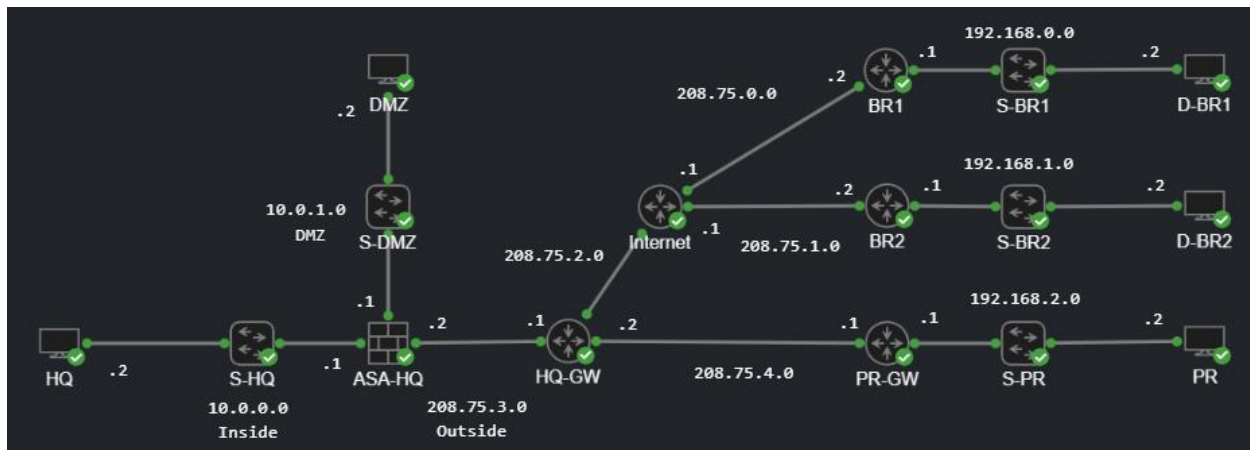 192.168.0.0
.1
.2
.2
DMZ
BR1
S-BR1
D-BR1
208.75.0.0
.2
.1
192.168.1.0
.2
.1
.2
10.0.1.0
DMZ
S-DMZ
Internet
.1
BR2
S-BR2
D-BR2
208.75.1.0
208.75.2.0
192.168.2.0
.1
.2
.1
.2
.1
.1
.2
.2
.1
HQ
S-HQ
ASA-HQ
HQ-GW
208.75.4.0
PR-GW
S-PR
PR
10.0.0.0
Inside
208.75.3.0
Outside